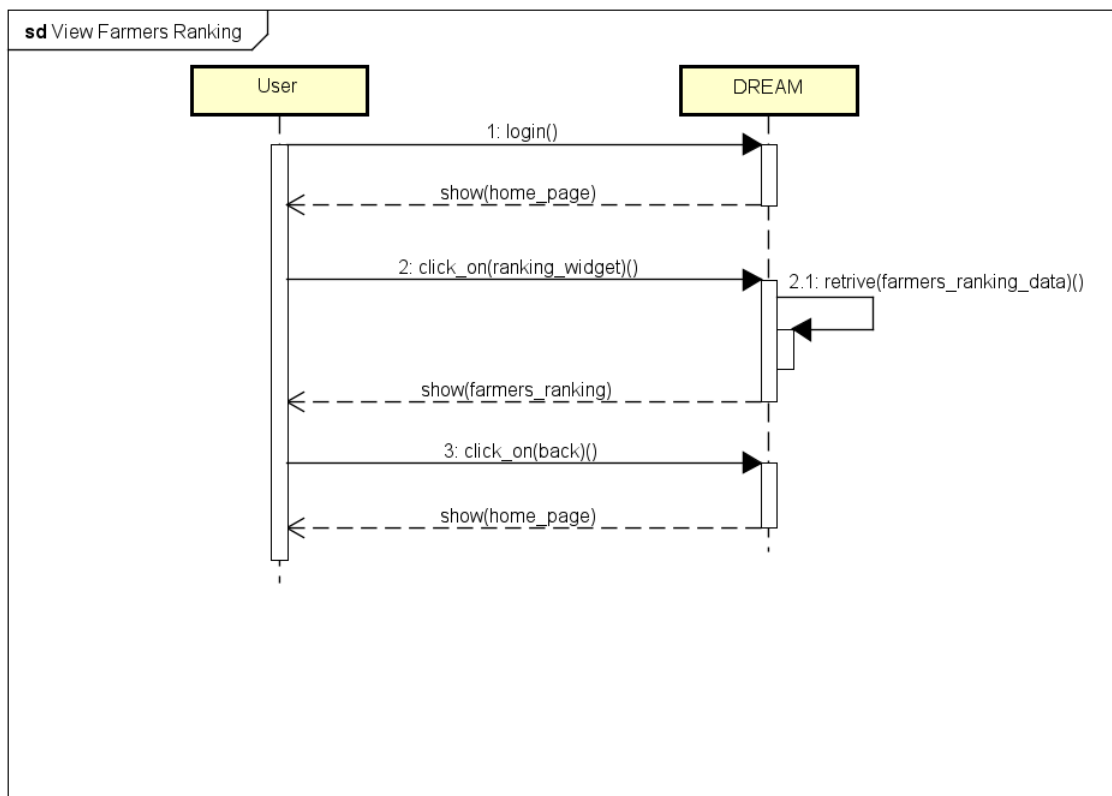 sd View Farmers Ranking
User
DREAM
1: login()
show(home_page)
2: click_on(ranking_widget)()
2.1: retrive(farmers_ranking_data)()
show(farmers_ranking)
3: click_on(back)()
show(home_page)